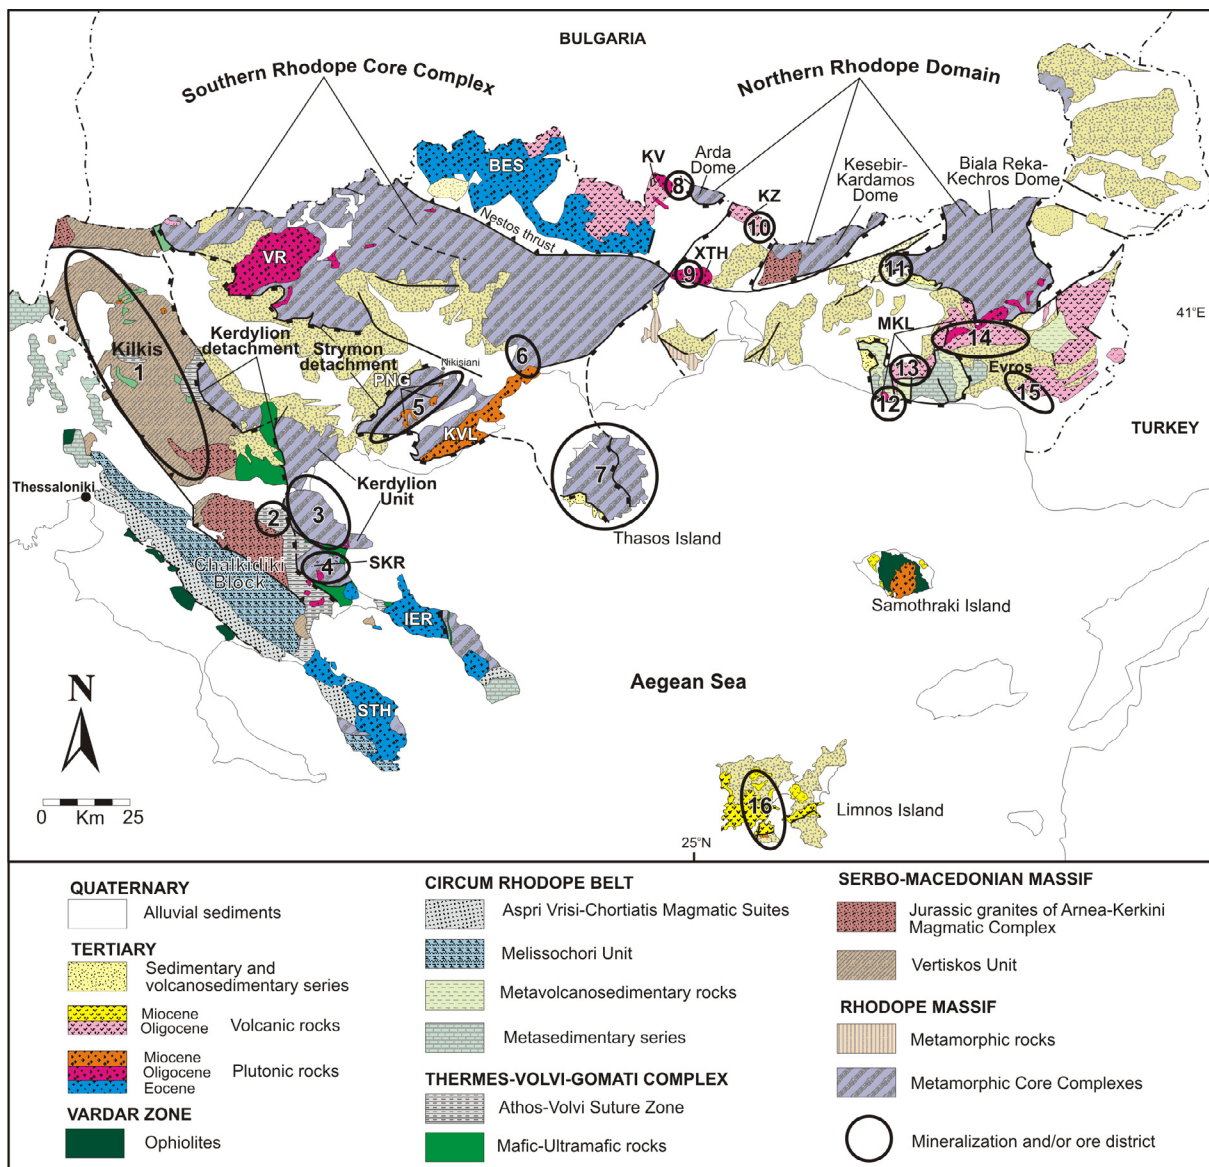 BULGARIA
Southern Rhodope Core Complex
Northern Rhodope Domain
BES
KV
8
Arda
Dome
Kesebir-
Kardamos
Dome
Biala Reka-
Kechros Dome
KZ
10
Nestos thrust
VR
XTH
9
11
41°E
Kilkis
1
Kerdylion
detachment
Strymon
detachment
Nikisiani
PNG
5
6
KVL
MKL
14
13
Evros
12
15
TURKEY
Thessaloniki
2
3
Kerdylion
Unit
7
Thasos Island
4
SKR
Chalkidiki
Block
IER
STH
Samothraki Island
Aegean Sea
N
0 Km 25
16
Limnos Island
25°N
QUATERNARY
Alluvial sediments
TERTIARY
Sedimentary and
volcanosedimentary series
Miocene
Oligocene
Volcanic rocks
Miocene
Oligocene
Eocene
Plutonic rocks
VARDAR ZONE
Ophiolites
CIRCUM RHODOPE BELT
Aspri Vrisi-Chortiatis Magmatic Suites
Melissochori Unit
Metavolcanosedimentary rocks
Metasedimentary series
THERMES-VOLVI-GOMATI COMPLEX
Athos-Volvi Suture Zone
Mafic-Ultramafic rocks
SERBO-MACEDONIAN MASSIF
Jurassic granites of Arnea-Kerkini
Magmatic Complex
Vertiskos Unit
RHODOPE MASSIF
Metamorphic rocks
Metamorphic Core Complexes
Mineralization and/or ore district